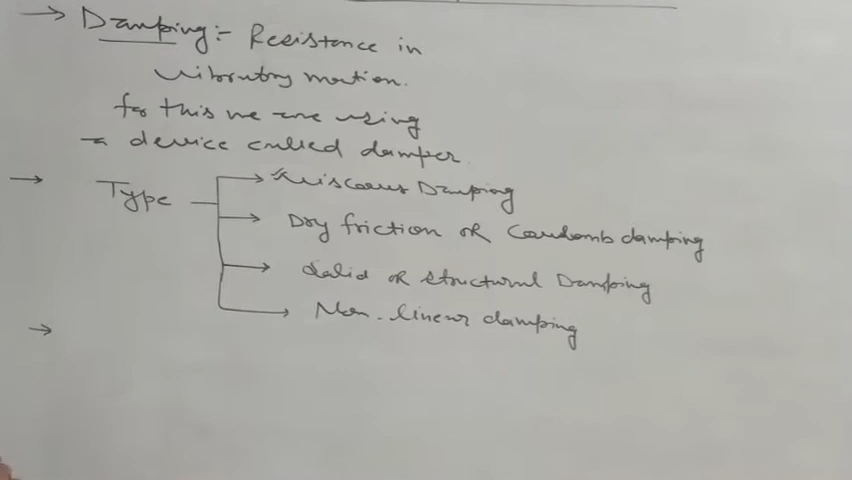 → Damping:- Resistance in
vibratory motion.
for this we are using
a device called damper.
→ Type → Viscous Damping
→ Dry friction OR Coulomb damping
→ Solid OR structural Damping
→ Non-linear damping
→